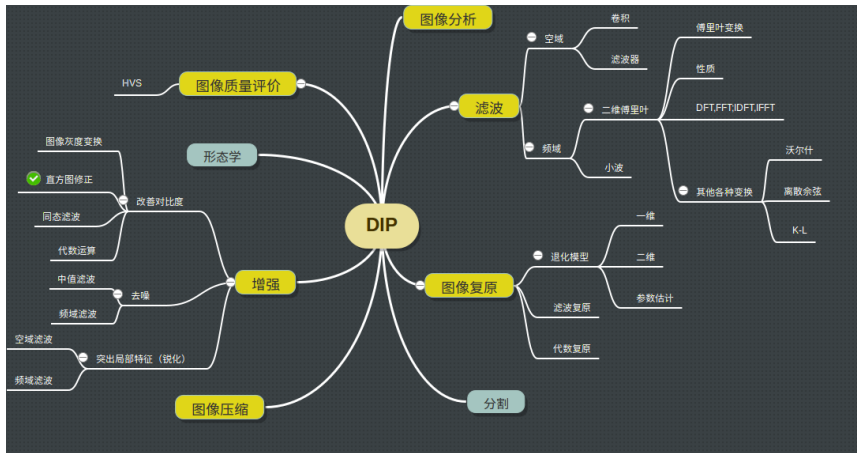 DIP
图像分析
滤波
空域
卷积
滤波器
频域
二维傅里叶
傅里叶变换
性质
DFT,FFT;IDFT,IFFT
其他各种变换
沃尔什
离散余弦
K-L
小波
图像复原
退化模型
一维
二维
参数估计
滤波复原
代数复原
分割
图像质量评价
HVS
形态学
增强
改善对比度
图像灰度变换
直方图修正
同态滤波
代数运算
去噪
中值滤波
频域滤波
突出局部特征（锐化）
空域滤波
频域滤波
图像压缩